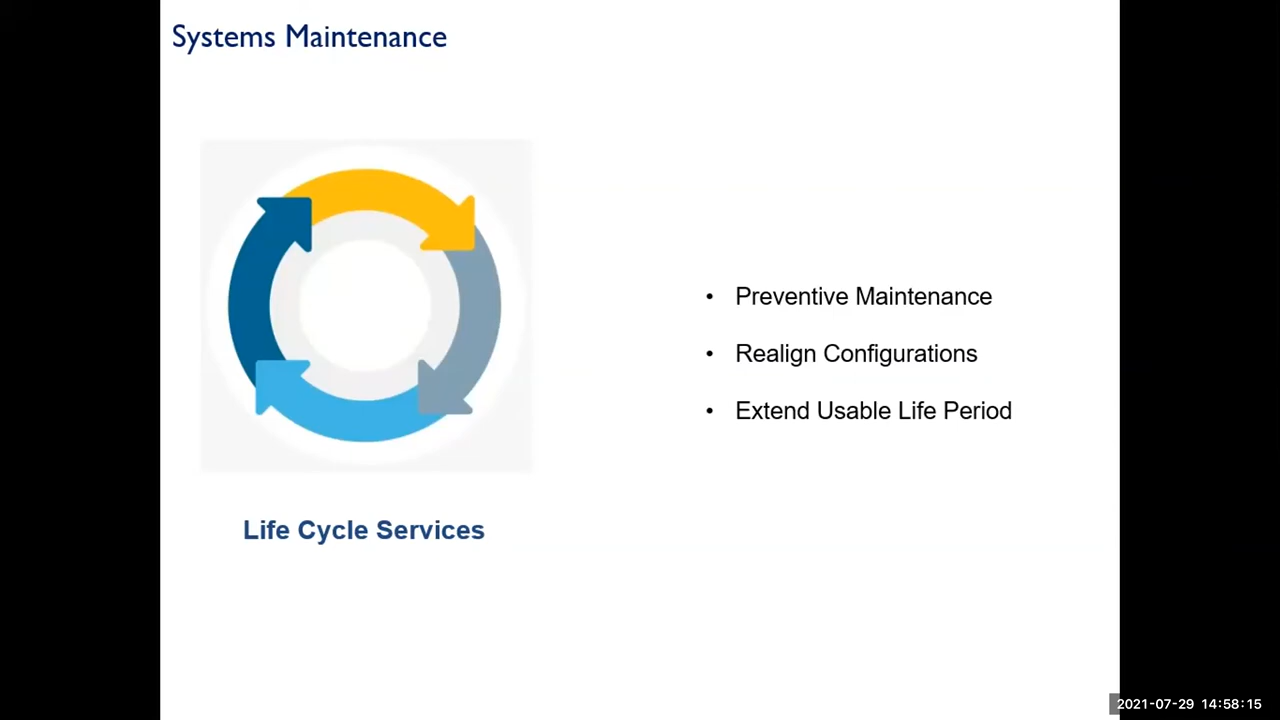 Systems Maintenance
• Preventive Maintenance
• Realign Configurations
• Extend Usable Life Period
Life Cycle Services
2021-07-29 14:58:15